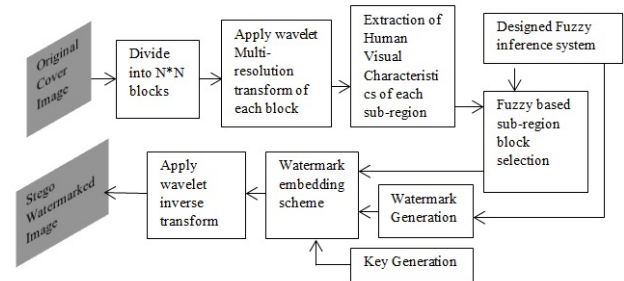 Original
Cover
Image
Divide
into N*N
blocks
Apply wavelet
Multi-
resolution
transform of
each block
Extraction of
Human
Visual
Characteristi
cs of each
sub-region
Designed Fuzzy
inference system
Fuzzy based
sub-region
block
selection
Stego
Watermarked
Image
Apply
wavelet
inverse
transform
Watermark
embedding
scheme
Watermark
Generation
Key Generation